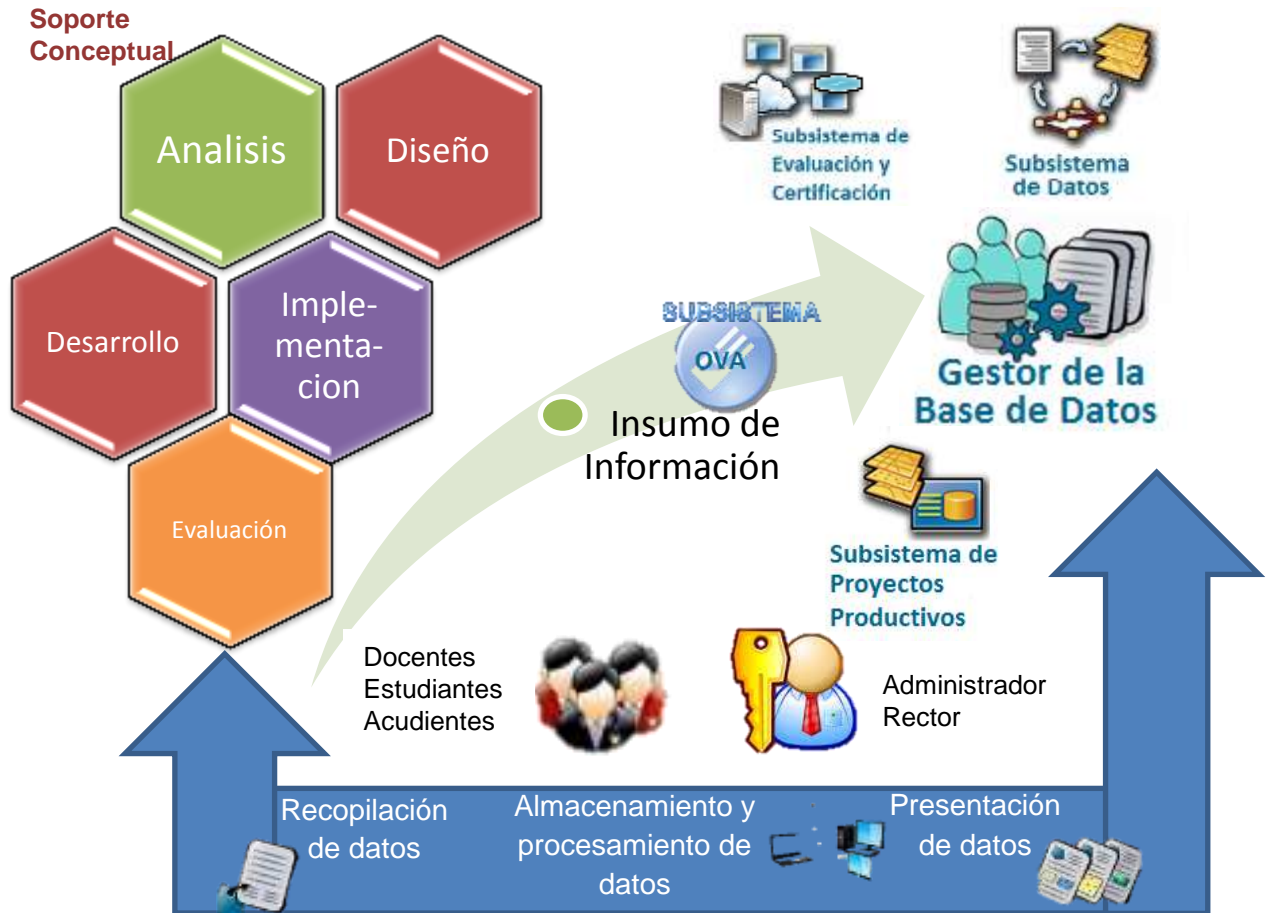 Soporte
Conceptual
Analisis
Diseño
Desarrollo
Imple-
menta-
cion
Evaluación
Subsistema de
Evaluación y
Certificación
Subsistema
de Datos
SUBSISTEMA
OVA
Insumo de
Información
Gestor de la
Base de Datos
Subsistema de
Proyectos
Productivos
Docentes
Estudiantes
Acudientes
Administrador
Rector
Recopilación
de datos
Almacenamiento y
procesamiento de
datos
Presentación
de datos